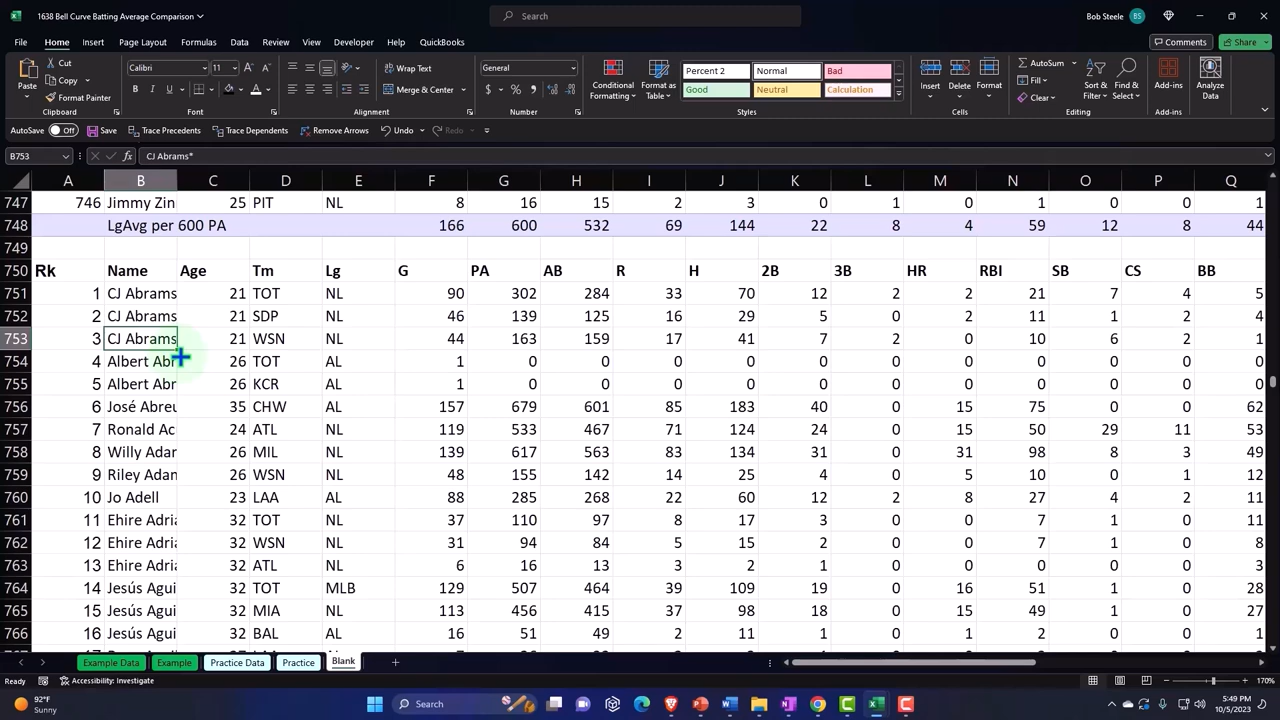 1638 Bell Curve Batting Average Comparison
Search
Bob Steele BS
File Home Insert Page Layout Formulas Data Review View Developer Help QuickBooks Comments Share
Paste Cut Calibri 11 Wrap Text General Conditional Formatting Format as Table Percent 2 Normal Bad Insert Delete Format AutoSum Sort & Filter Find & Select Add-ins Analyze Data
Copy Fill
Format Painter Merge & Center Good Neutral Calculation Clear
Clipboard Font Alignment Number Styles Cells Editing Add-ins
AutoSave Off Save Trace Precedents Trace Dependents Remove Arrows Undo Redo
B753 fx CJ Abrams*
A B C D E F G H I J K L M N O P Q
747 746 Jimmy Zin 25 PIT NL 8 16 15 2 3 0 1 0 1 0 0 1
748 LgAvg per 600 PA 166 600 532 69 144 22 8 4 59 12 8 44
749
750 Rk Name Age Tm Lg G PA AB R H 2B 3B HR RBI SB CS BB
751 1 CJ Abrams 21 TOT NL 90 302 284 33 70 12 2 2 21 7 4 5
752 2 CJ Abrams 21 SDP NL 46 139 125 16 29 5 0 2 11 1 2 4
753 3 CJ Abrams 21 WSN NL 44 163 159 17 41 7 2 0 10 6 2 1
754 4 Albert Abr 26 TOT AL 1 0 0 0 0 0 0 0 0 0 0 0
755 5 Albert Abr 26 KCR AL 1 0 0 0 0 0 0 0 0 0 0 0
756 6 José Abreu 35 CHW AL 157 679 601 85 183 40 0 15 75 0 0 62
757 7 Ronald Ac 24 ATL NL 119 533 467 71 124 24 0 15 50 29 11 53
758 8 Willy Adar 26 MIL NL 139 617 563 83 134 31 0 31 98 8 3 49
759 9 Riley Adan 26 WSN NL 48 155 142 14 25 4 0 5 10 0 1 12
760 10 Jo Adell 23 LAA AL 88 285 268 22 60 12 2 8 27 4 2 11
761 11 Ehire Adria 32 TOT NL 37 110 97 8 17 3 0 0 7 1 0 11
762 12 Ehire Adria 32 WSN NL 31 94 84 5 15 2 0 0 7 1 0 8
763 13 Ehire Adria 32 ATL NL 6 16 13 3 2 1 0 0 0 0 0 3
764 14 Jesús Agui 32 TOT MLB 129 507 464 39 109 19 0 16 51 1 0 28
765 15 Jesús Agui 32 MIA NL 113 456 415 37 98 18 0 15 49 1 0 27
766 16 Jesús Agui 32 BAL AL 16 51 49 2 11 1 0 1 2 0 0 1
Example Data Example Practice Data Practice Blank
Ready Accessibility: Investigate 170%
92°F
Sunny
Search
5:49 PM
10/5/2023